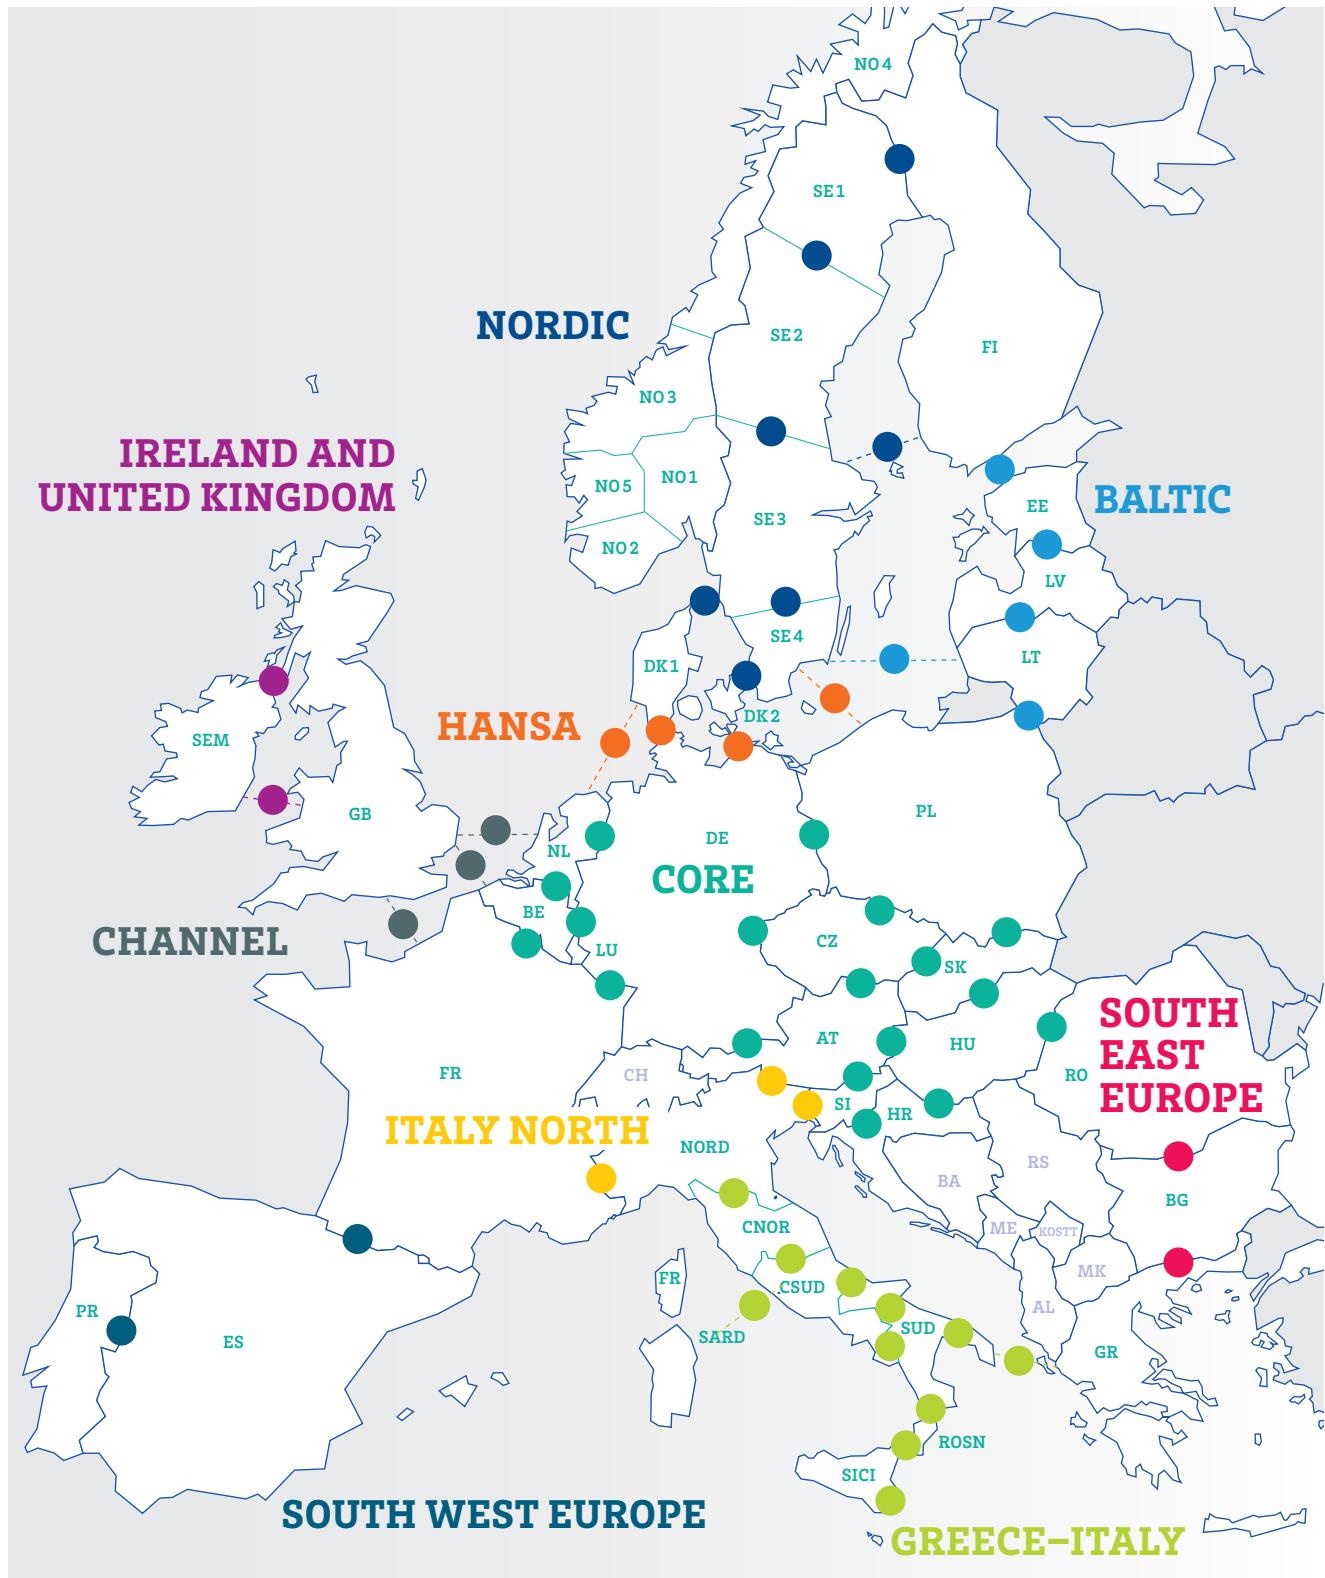 NO4
SE1
NORDIC
SE2
FI
NO3
IRELAND AND
UNITED KINGDOM
NO5
NO1
BALTIC
EE
SE3
NO2
LV
SE4
LT
DK1
HANSA
DK2
SEM
GB
PL
DE
NL
CORE
BE
CHANNEL
CZ
LU
SK
SOUTH
EAST
EUROPE
AT
HU
FR
CH
RO
SI
HR
ITALY NORTH
NORD
RS
BA
BG
CNOR
ME
KOSTT
MK
FR
CSUD
AL
PR
ES
SARD
SUD
GR
ROSN
SICI
SOUTH WEST EUROPE
GREECE–ITALY